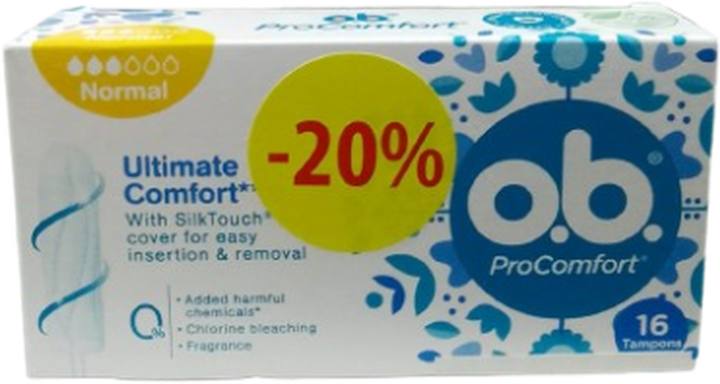 o.b.
ProComfort
Normal
Ultimate
Comfort**
With SilkTouch®
cover for easy
insertion & removal
0%
• Added harmful
chemicals*
• Chlorine bleaching
• Fragrance
-20%
o.b.®
ProComfort®
16
Tampons